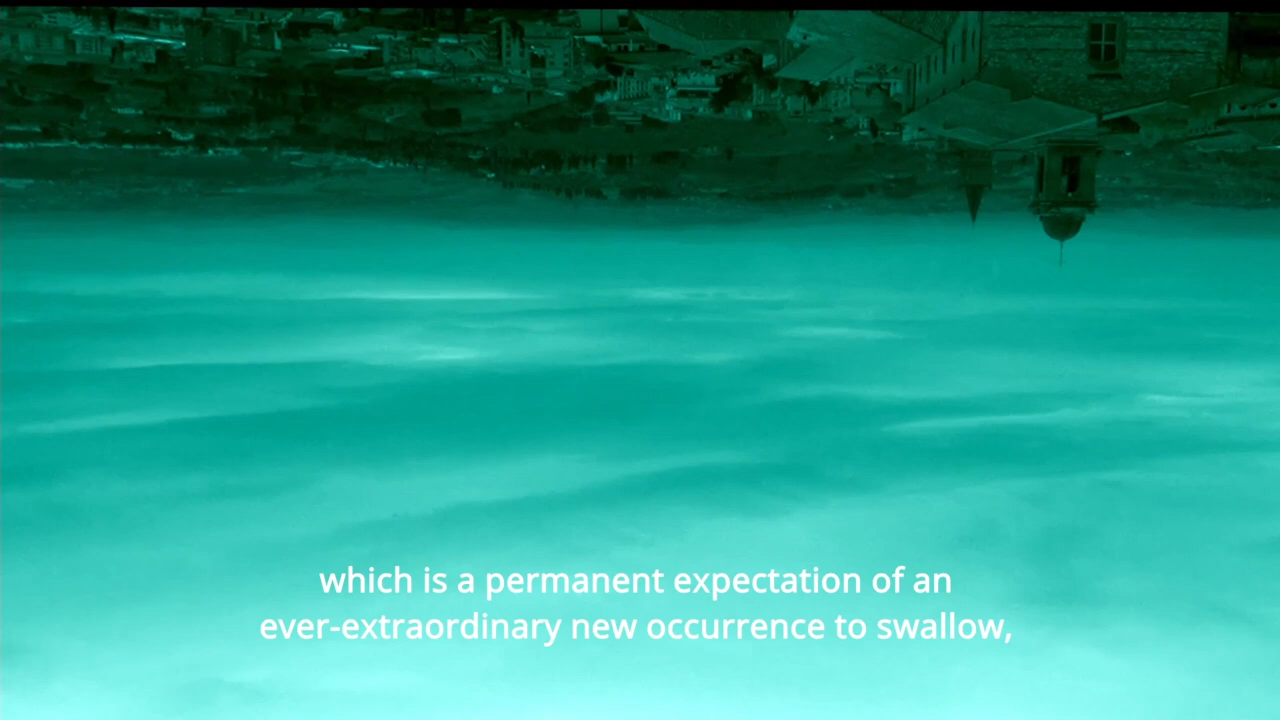 which is a permanent expectation of an
ever-extraordinary new occurrence to swallow,